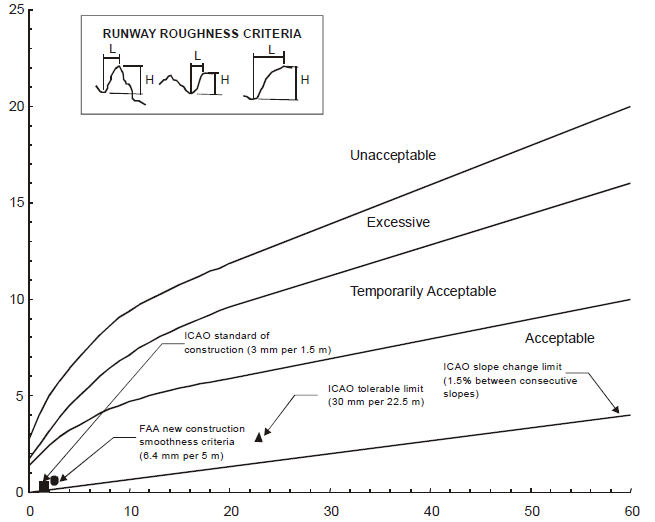 25
RUNWAY ROUGHNESS CRITERIA
L
L
L
H
H
H
20
Unacceptable
15
Excessive
Temporarily Acceptable
10
ICAO standard of
construction (3 mm per 1.5 m)
Acceptable
ICAO slope change limit
(1.5% between consecutive
slopes)
ICAO tolerable limit
(30 mm per 22.5 m)
5
FAA new construction
smoothness criteria
(6.4 mm per 5 m)
0
0
10
20
30
40
50
60